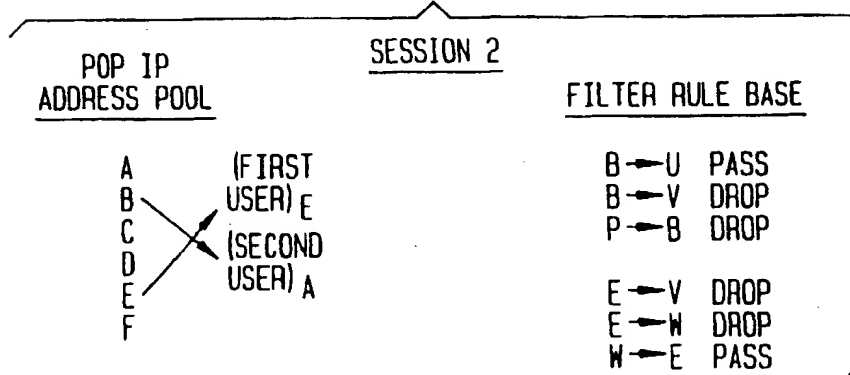 SESSION 2
POP IP
ADDRESS POOL
A
B
C
D
E
F
(FIRST
USER) E
(SECOND
USER) A
FILTER RULE BASE
B → U PASS
B → V DROP
P → B DROP
E → V DROP
E → W DROP
W → E PASS